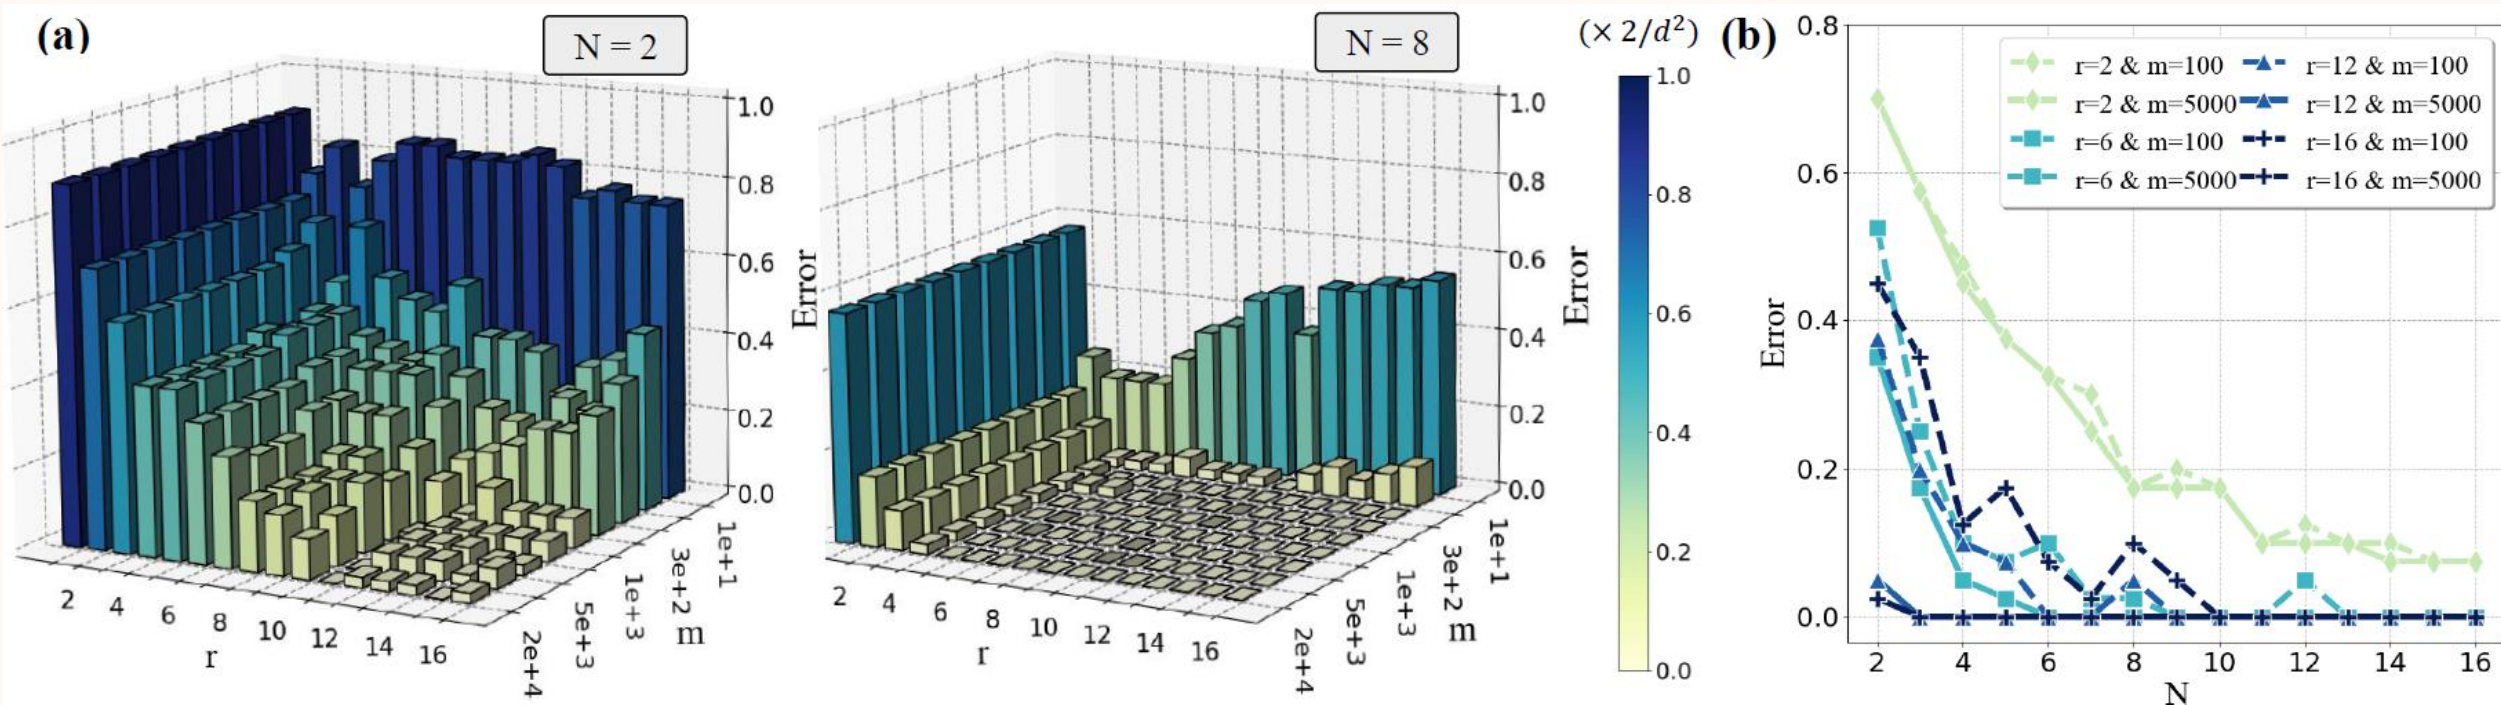 (a)
N = 2
1.0
0.8
0.6
0.4
0.2
0.0
Error
2
4
6
8
10
12
14
16
r
1e+1
3e+2
1e+3
5e+3
2e+4
m
N = 8
1.0
0.8
0.6
0.4
0.2
0.0
Error
2
4
6
8
10
12
14
16
r
1e+1
3e+2
1e+3
5e+3
2e+4
m
(× 2/d²)
1.0
0.8
0.6
0.4
0.2
0.0
(b)
0.8
0.6
0.4
0.2
0.0
Error
r=2 & m=100
r=2 & m=5000
r=6 & m=100
r=6 & m=5000
r=12 & m=100
r=12 & m=5000
r=16 & m=100
r=16 & m=5000
2 4 6 8 10 12 14 16
N